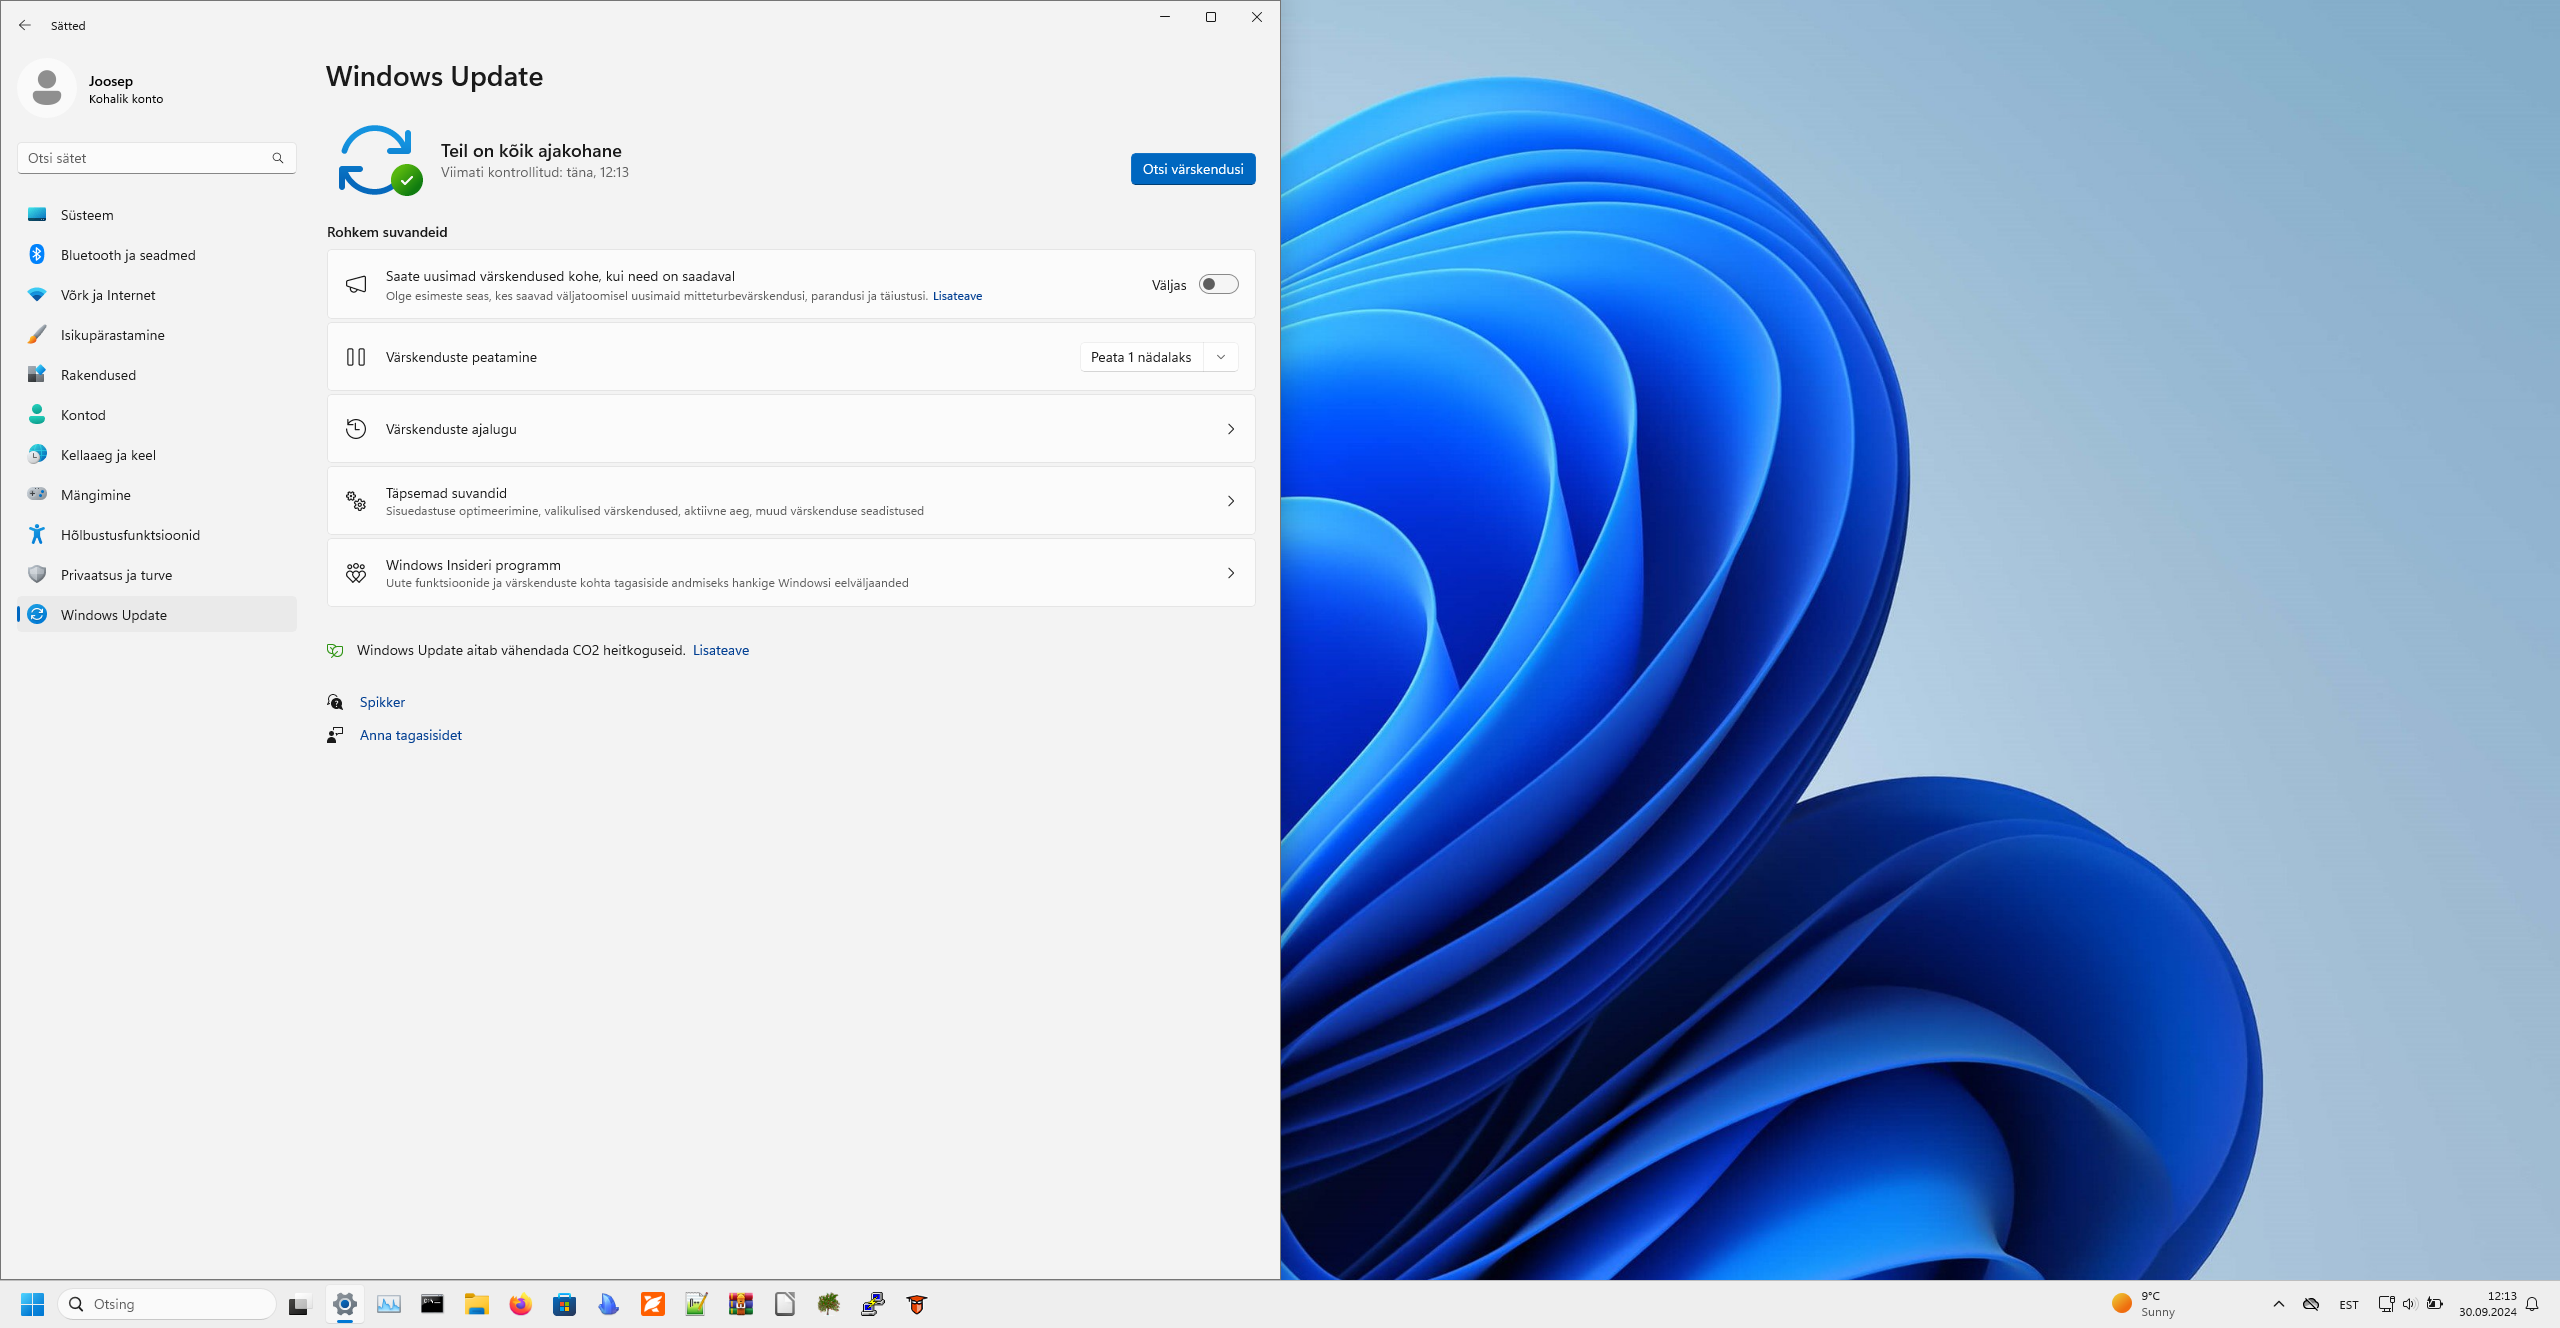 Sätted
Joosep
Kohalik konto
Otsi sätet
Süsteem
Bluetooth ja seadmed
Võrk ja Internet
Isikupärastamine
Rakendused
Kontod
Kellaaeg ja keel
Mängimine
Hõlbustusfunktsioonid
Privaatsus ja turve
Windows Update
Windows Update
Teil on kõik ajakohane
Viimati kontrollitud: täna, 12:13
Otsi värskendusi
Rohkem suvandeid
Saate uusimad värskendused kohe, kui need on saadaval
Olge esimeste seas, kes saavad väljatoomisel uusimaid mitteturbevärskendusi, parandusi ja täiustusi. Lisateave
Väljas
Värskenduste peatamine
Peata 1 nädalaks
Värskenduste ajalugu
Täpsemad suvandid
Sisuedastuse optimeerimine, valikulised värskendused, aktiivne aeg, muud värskenduse seadistused
Windows Insideri programm
Uute funktsioonide ja värskenduste kohta tagasiside andmiseks hankige Windowsi eelväljaanded
Windows Update aitab vähendada CO2 heitkoguseid. Lisateave
Spikker
Anna tagasisidet
Otsing
9°C
Sunny
EST
12:13
30.09.2024